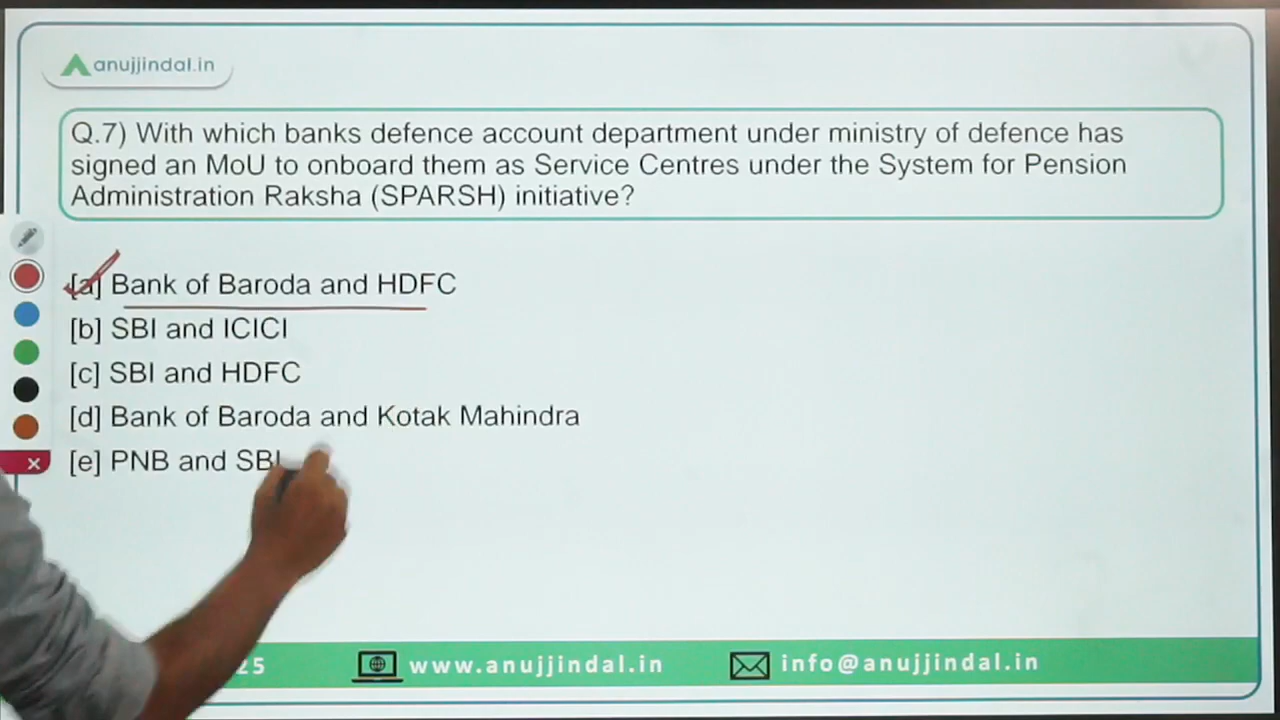 anujjindal.in
Q.7) With which banks defence account department under ministry of defence has
signed an MoU to onboard them as Service Centres under the System for Pension
Administration Raksha (SPARSH) initiative?
[a] Bank of Baroda and HDFC
[b] SBI and ICICI
[c] SBI and HDFC
[d] Bank of Baroda and Kotak Mahindra
[e] PNB and SBI
25
www.anujjindal.in
info@anujjindal.in